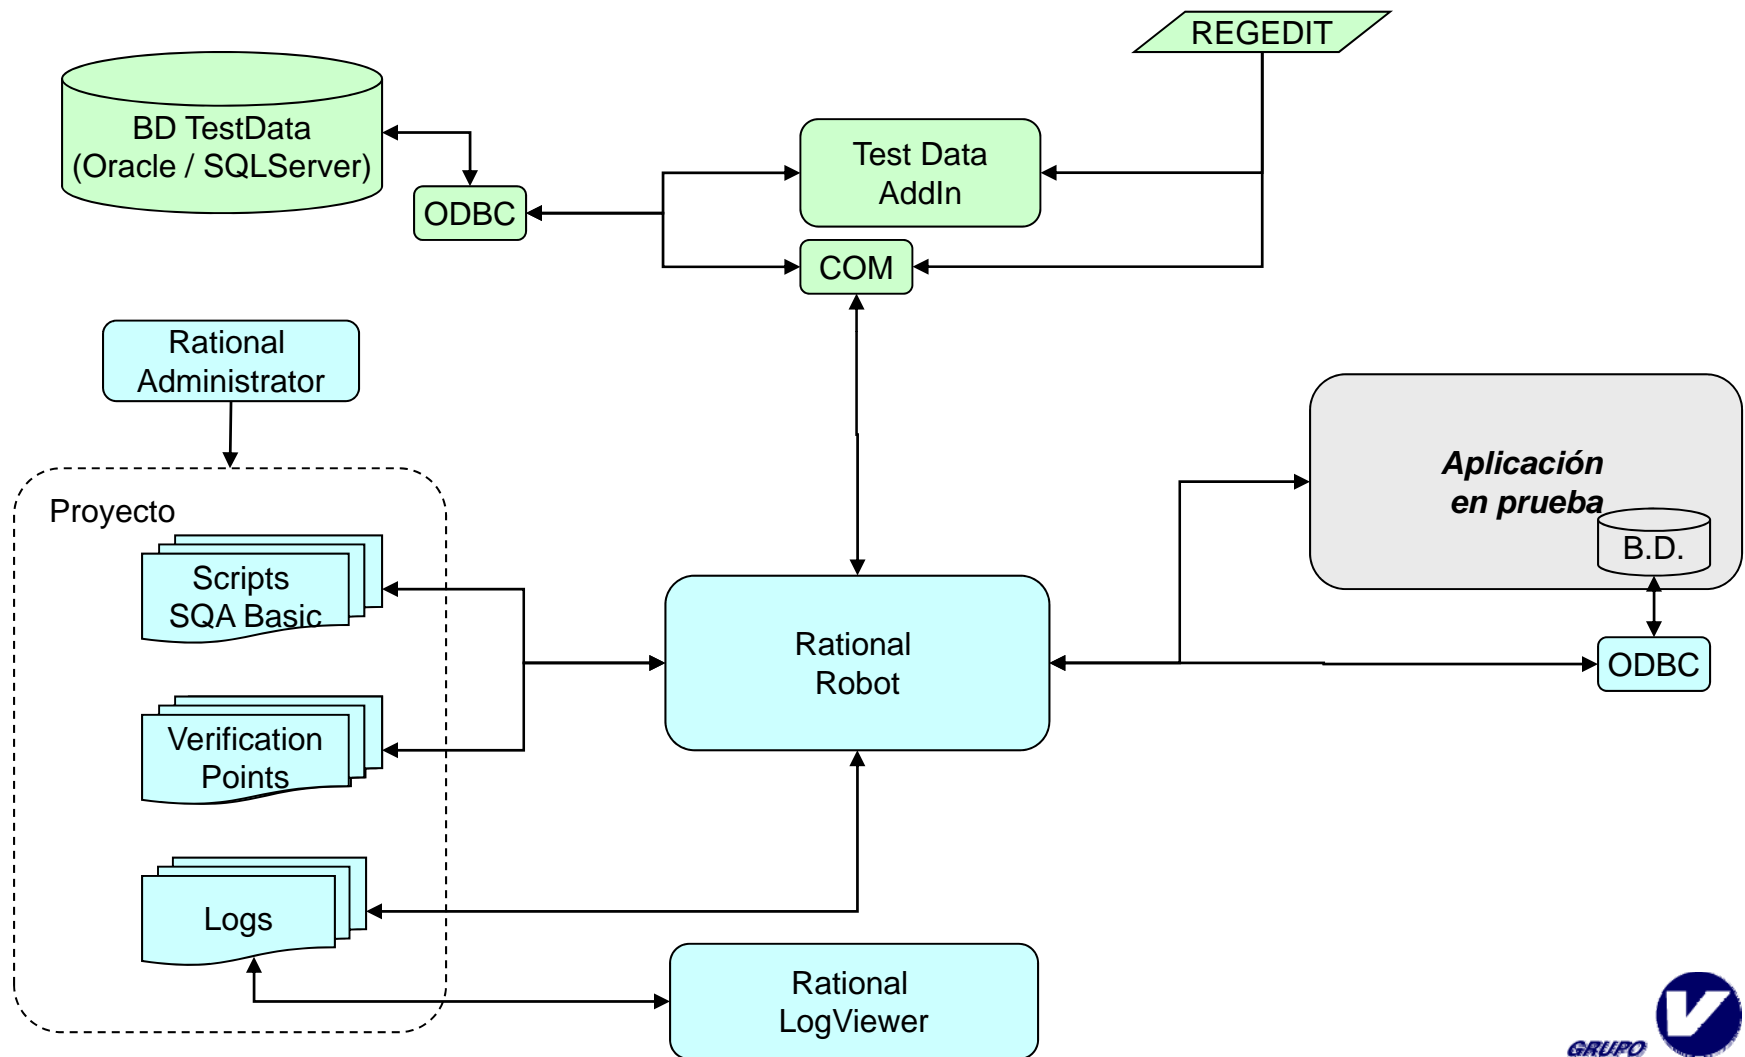 REGEDIT
BD TestData
(Oracle / SQLServer)
Test Data
AddIn
ODBC
COM
Rational
Administrator
Aplicación
en prueba
Proyecto
B.D.
Scripts
SQA Basic
Rational
Robot
ODBC
Verification
Points
Logs
Rational
LogViewer
GRUPO
V